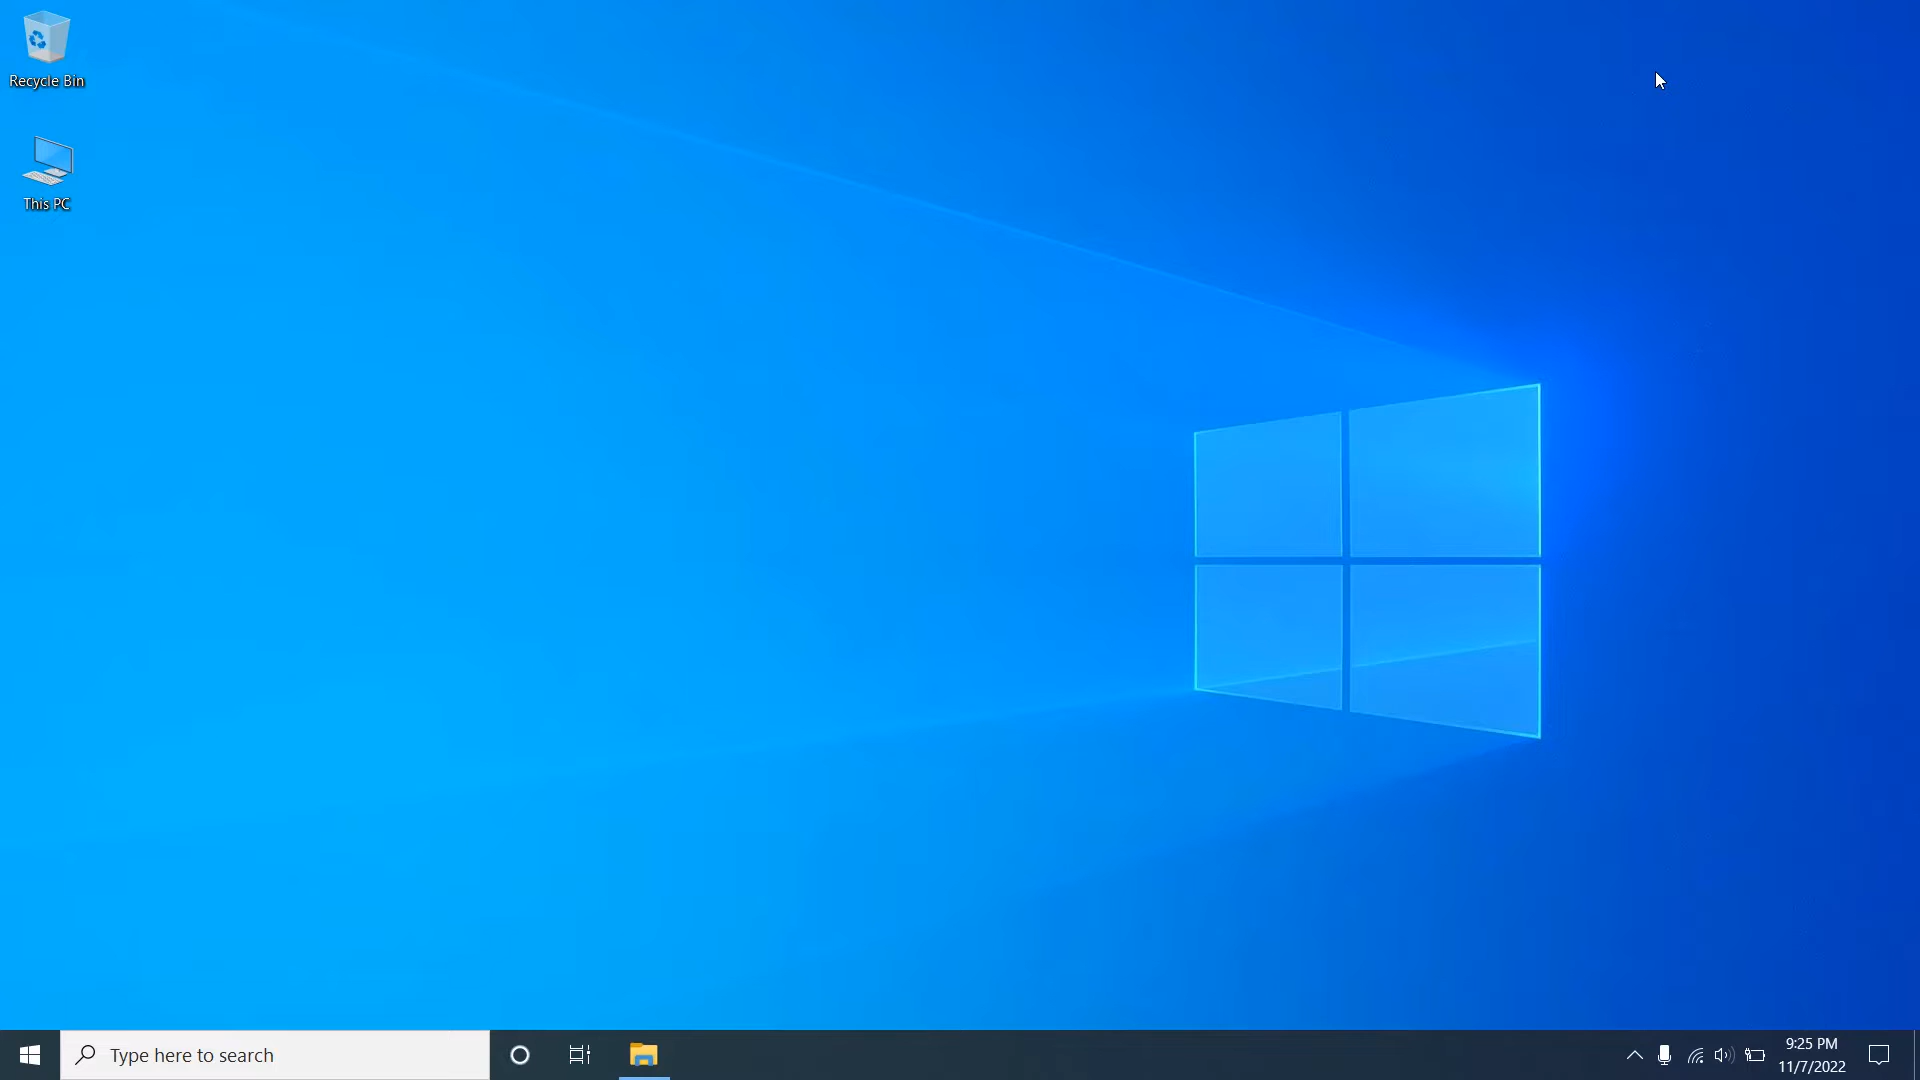 Recycle Bin
This PC
Type here to search
9:25 PM
11/7/2022